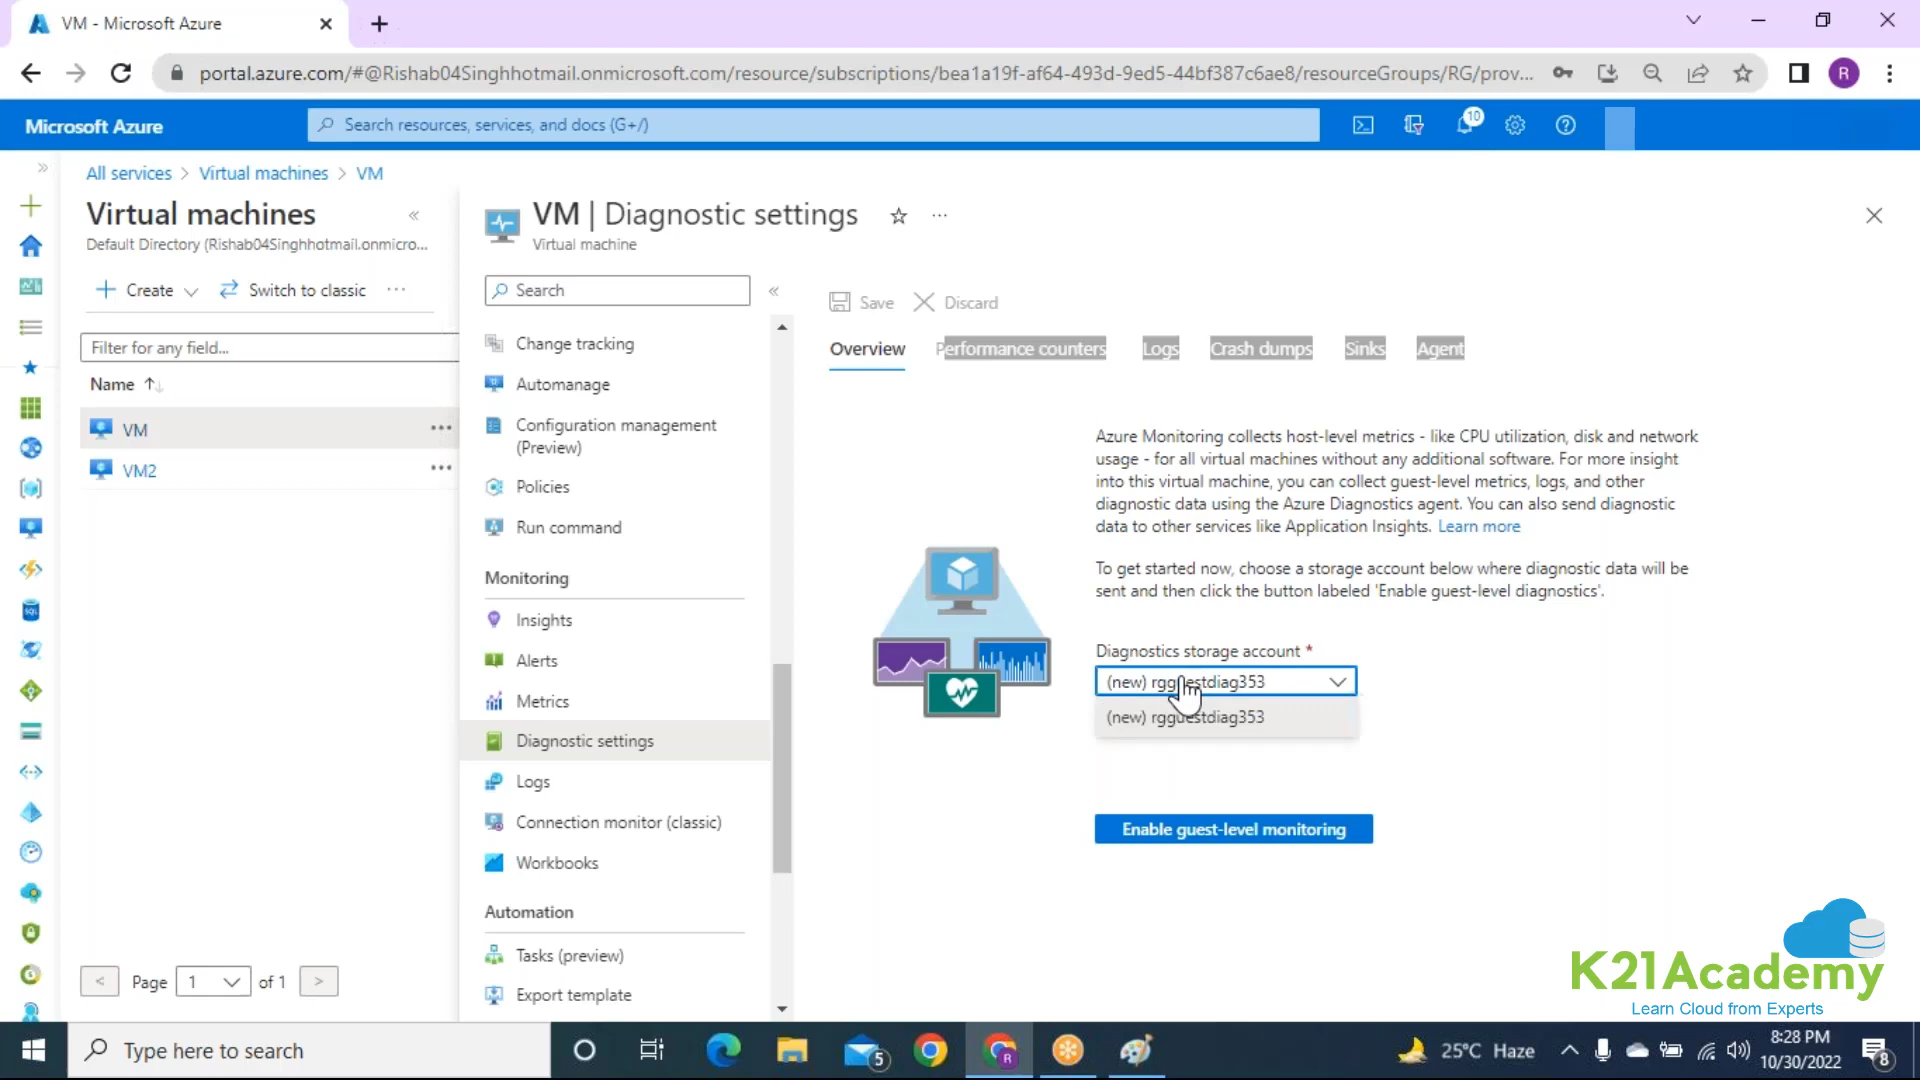 VM - Microsoft Azure
portal.azure.com/#@Rishab04Singhhotmail.onmicrosoft.com/resource/subscriptions/bea1a19f-af64-493d-9ed5-44bf387c6ae8/resourceGroups/RG/prov...
R
Microsoft Azure
Search resources, services, and docs (G+/)
10
All services > Virtual machines > VM
Virtual machines
Default Directory (Rishab04Singhhotmail.onmicro...
Create
Switch to classic
...
Filter for any field...
Name
VM
VM2
< Page 1 of 1 >
VM | Diagnostic settings
Virtual machine
Search
Change tracking
Automanage
Configuration management
(Preview)
Policies
Run command
Monitoring
Insights
Alerts
Metrics
Diagnostic settings
Logs
Connection monitor (classic)
Workbooks
Automation
Tasks (preview)
Export template
Save
Discard
Overview
Performance counters
Logs
Crash dumps
Sinks
Agent
Azure Monitoring collects host-level metrics - like CPU utilization, disk and network
usage - for all virtual machines without any additional software. For more insight
into this virtual machine, you can collect guest-level metrics, logs, and other
diagnostic data using the Azure Diagnostics agent. You can also send diagnostic
data to other services like Application Insights. Learn more
To get started now, choose a storage account below where diagnostic data will be
sent and then click the button labeled 'Enable guest-level diagnostics'.
Diagnostics storage account *
(new) rgguestdiag353
(new) rgguestdiag353
Enable guest-level monitoring
K21Academy
Learn Cloud from Experts
Type here to search
5
R
25°C Haze
8:28 PM
10/30/2022
8